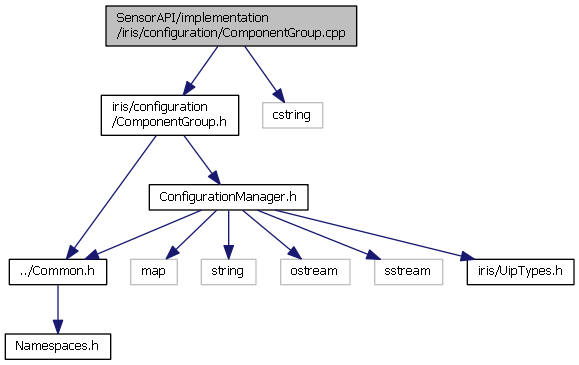 SensorAPI/implementation
/iris/configuration/ComponentGroup.cpp
iris/configuration
/ComponentGroup.h
cstring
ConfigurationManager.h
../Common.h
map
string
ostream
sstream
iris/UipTypes.h
Namespaces.h